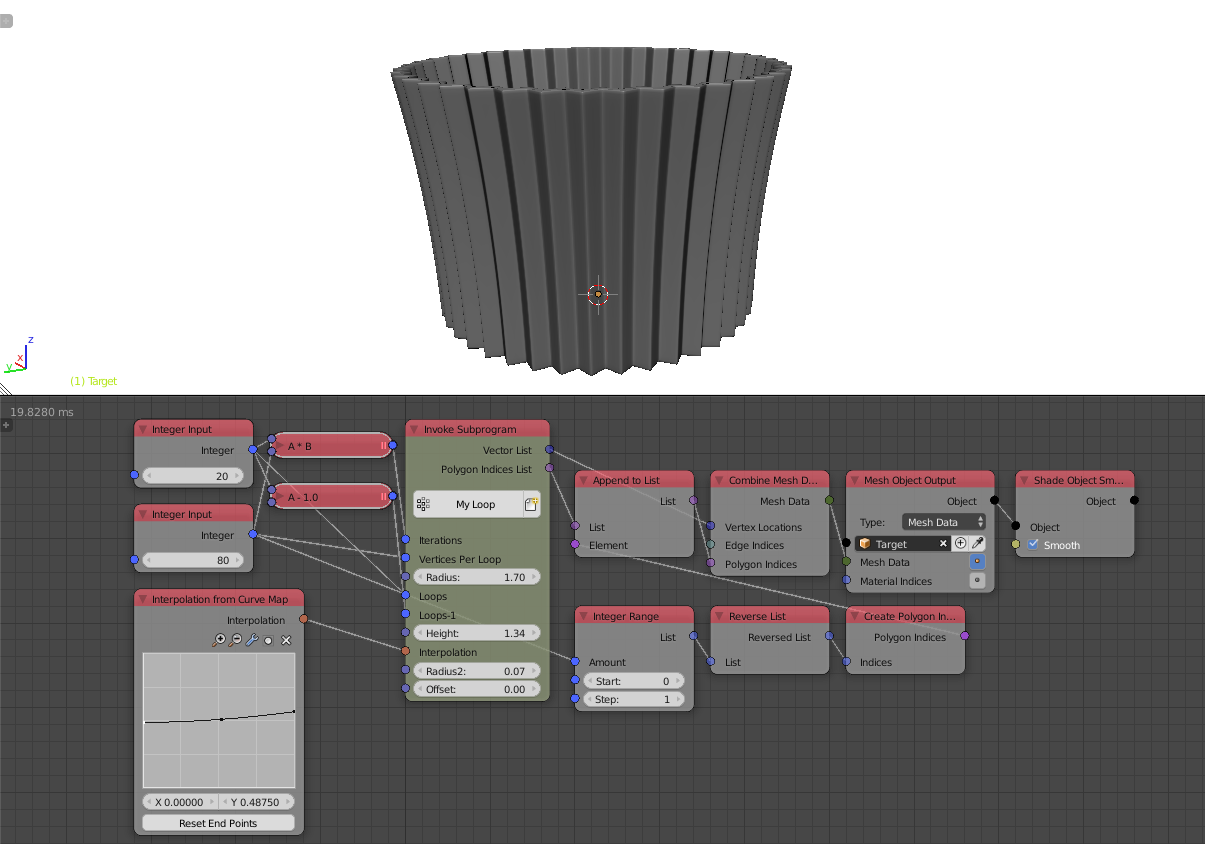 z
x
y
(1) Target
19.8280 ms
Integer Input
Integer
20
Integer Input
Integer
80
A * B
A - 1.0
Interpolation from Curve Map
Interpolation
X 0.00000
Y 0.48750
Reset End Points
Invoke Subprogram
Vector List
Polygon Indices List
My Loop
Iterations
Vertices Per Loop
Radius: 1.70
Loops
Loops-1
Height: 1.34
Interpolation
Radius2: 0.07
Offset: 0.00
Append to List
List
List
Element
Combine Mesh D...
Mesh Data
Vertex Locations
Edge Indices
Polygon Indices
Mesh Object Output
Object
Type: Mesh Data
Target
Mesh Data
Material Indices
Shade Object Sm...
Object
Object
Smooth
Integer Range
List
Amount
Start: 0
Step: 1
Reverse List
Reversed List
List
Create Polygon In...
Polygon Indices
Indices